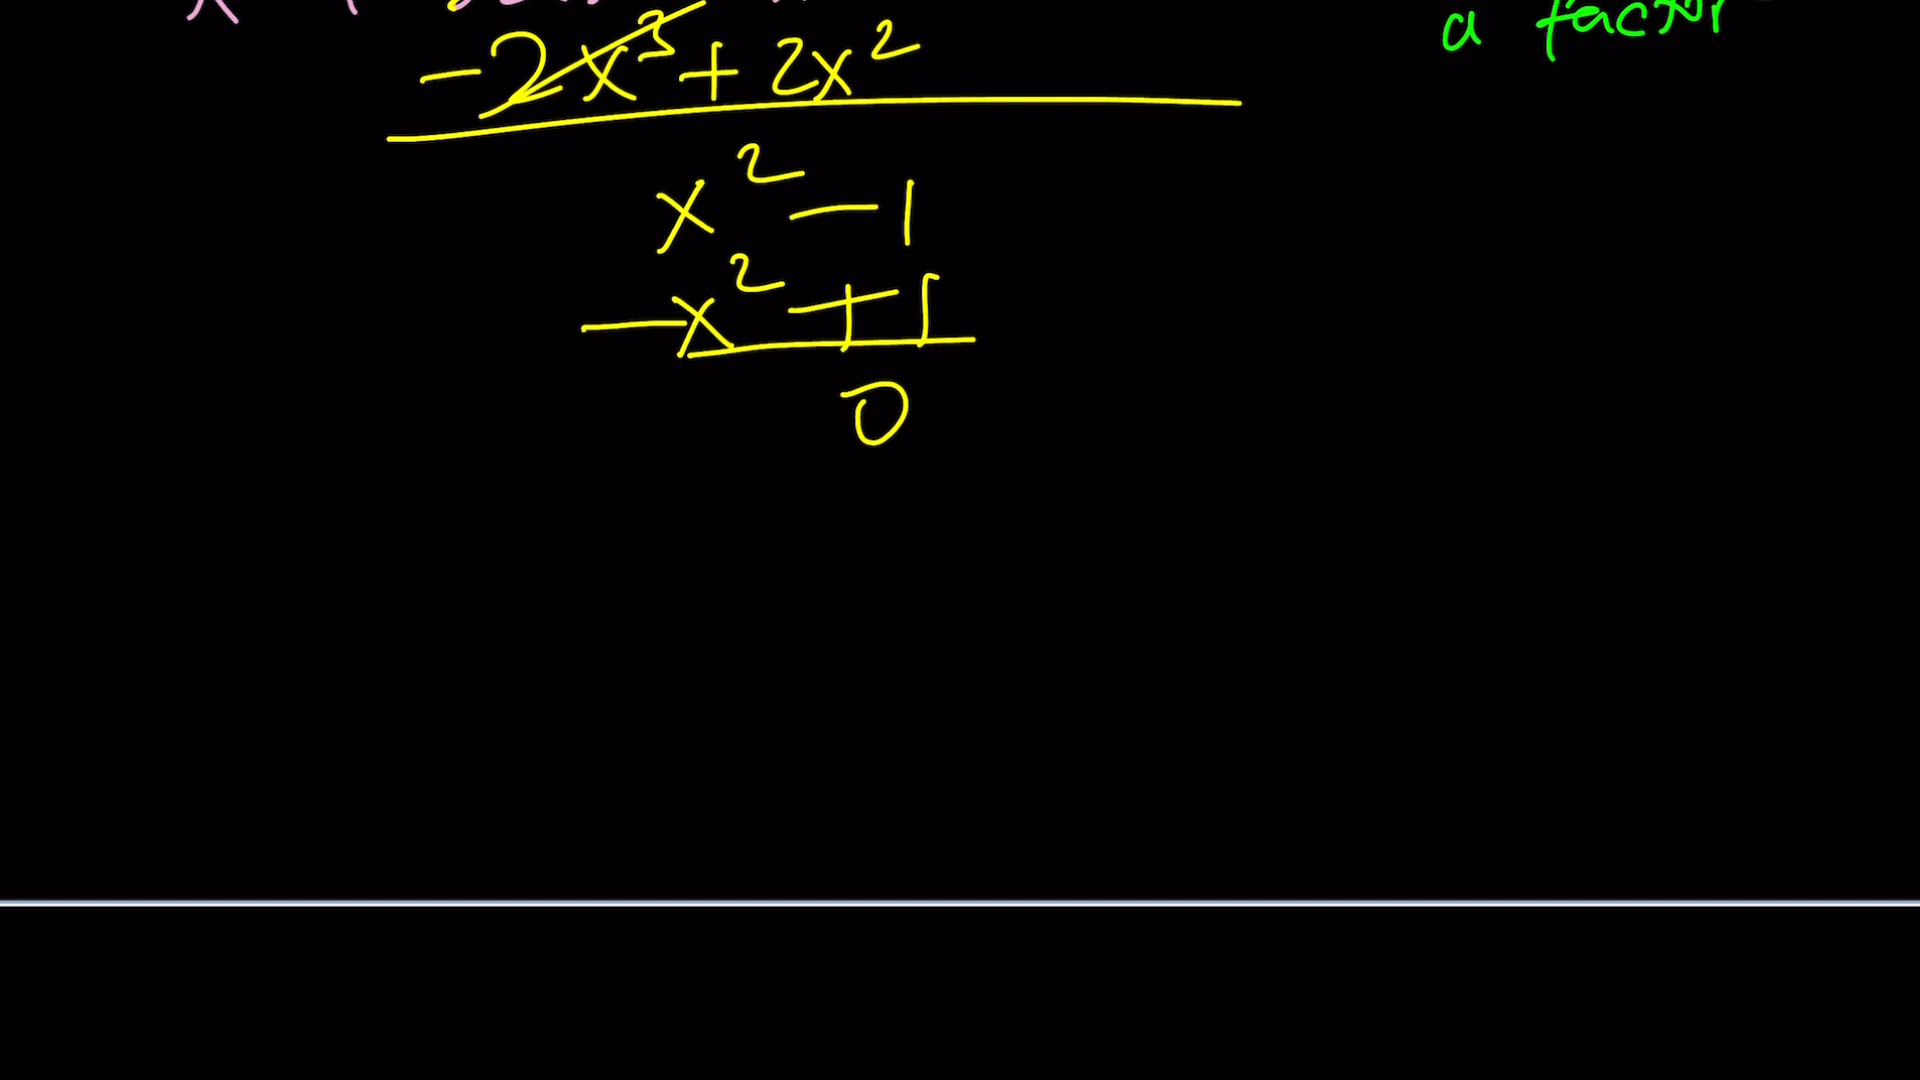 a factor
-2x³+2x²
x²-1
-x²+1
0